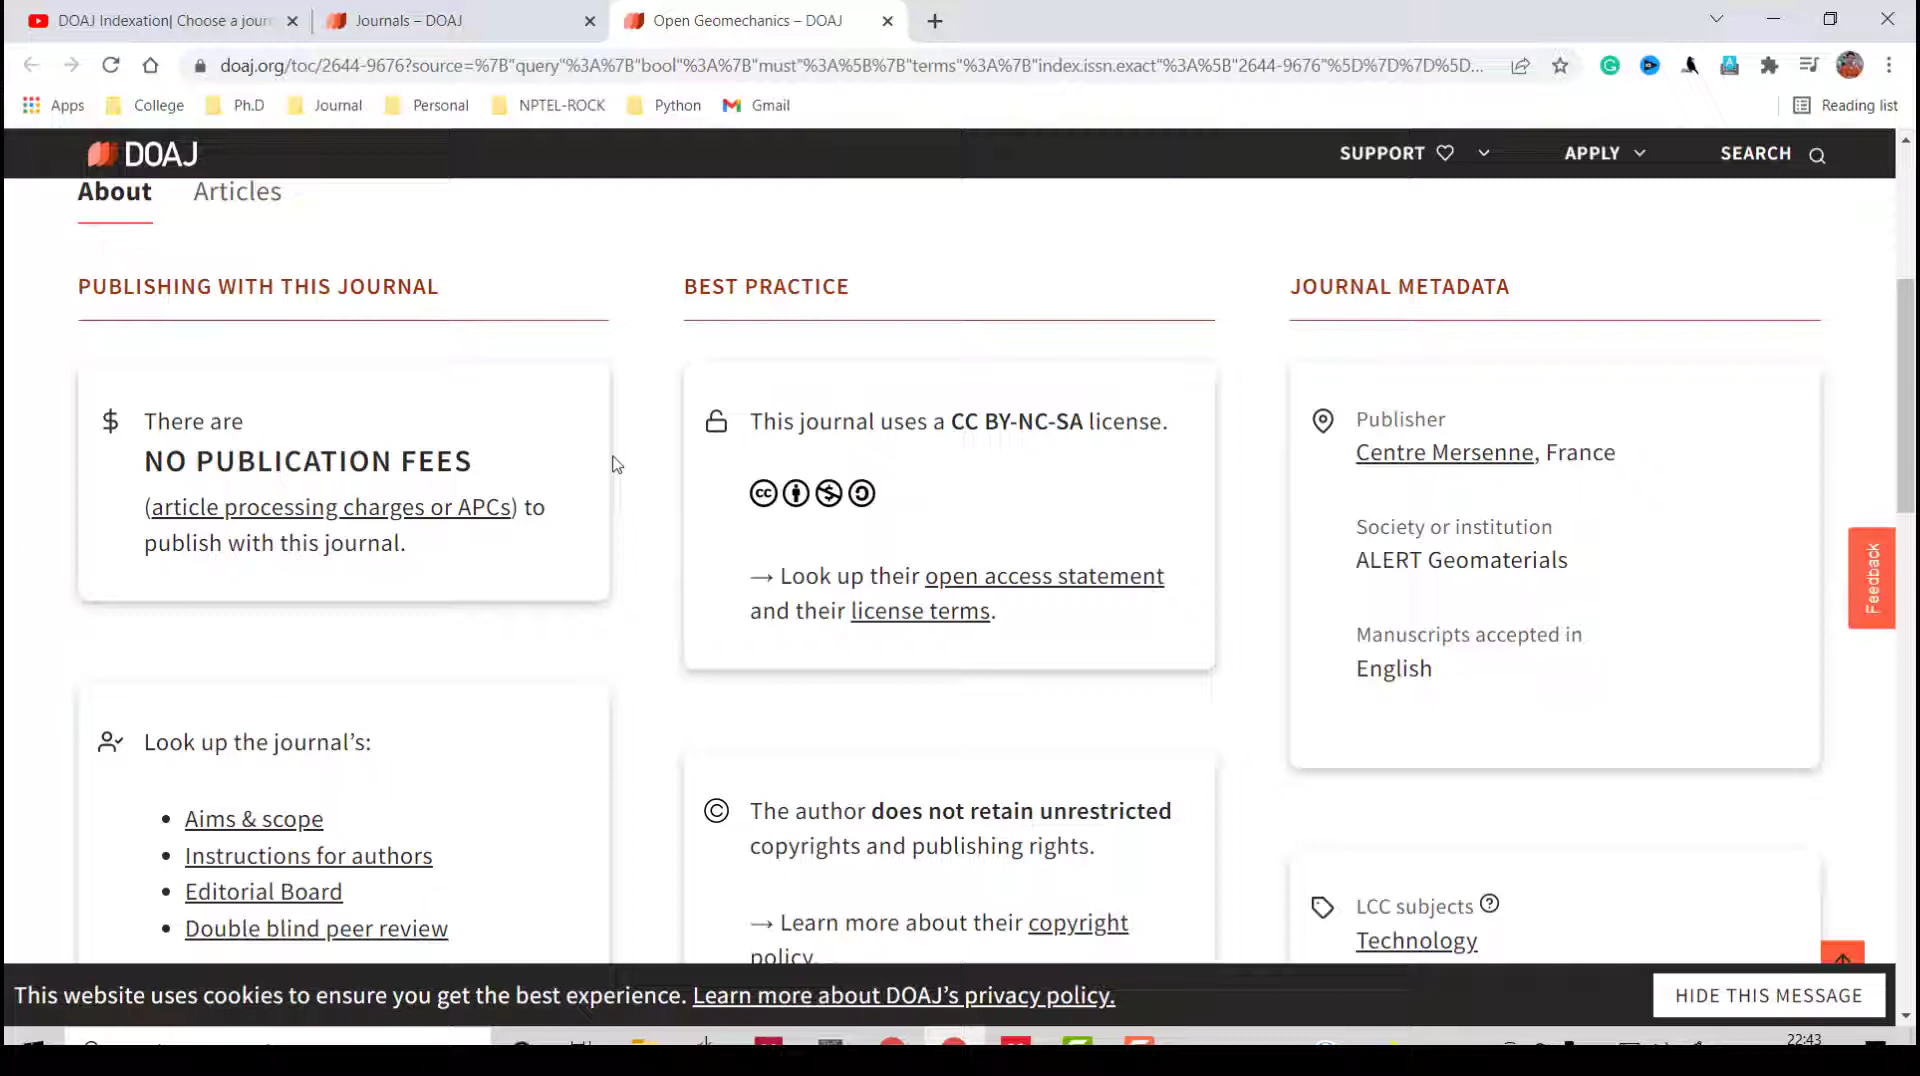 DOAJ Indexation| Choose a jour
Journals – DOAJ
Open Geomechanics – DOAJ
doaj.org/toc/2644-9676?source=%7B"query"%3A%7B"bool"%3A%7B"must"%3A%5B%7B"terms"%3A%7B"index.issn.exact"%3A%5B"2644-9676"%5D%7D%7D%5D...
Apps
College
Ph.D
Journal
Personal
NPTEL-ROCK
Python
Gmail
Reading list
DOAJ
SUPPORT
APPLY
SEARCH
About
Articles
PUBLISHING WITH THIS JOURNAL
$
There are
NO PUBLICATION FEES
(article processing charges or APCs) to
publish with this journal.
Look up the journal's:
• Aims & scope
• Instructions for authors
• Editorial Board
• Double blind peer review
BEST PRACTICE
This journal uses a CC BY-NC-SA license.
→ Look up their open access statement
and their license terms.
The author does not retain unrestricted
copyrights and publishing rights.
→ Learn more about their copyright
policy.
JOURNAL METADATA
Publisher
Centre Mersenne, France
Society or institution
ALERT Geomaterials
Manuscripts accepted in
English
LCC subjects
Technology
Feedback
This website uses cookies to ensure you get the best experience. Learn more about DOAJ's privacy policy.
HIDE THIS MESSAGE
22:43